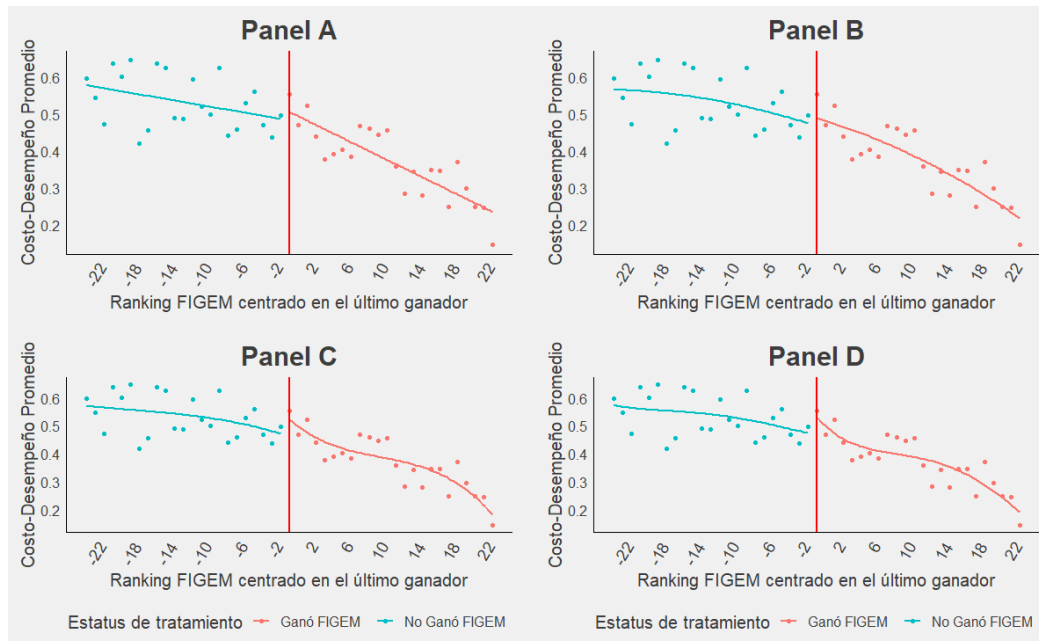 Panel A
Costo-Desempeño Promedio
0.6
0.5
0.4
0.3
0.2
-22 -18 -14 -10 -6 -2 2 6 10 14 18 22
Ranking FIGEM centrado en el último ganador
Panel B
Costo-Desempeño Promedio
0.6
0.5
0.4
0.3
0.2
-22 -18 -14 -10 -6 -2 2 6 10 14 18 22
Ranking FIGEM centrado en el último ganador
Panel C
Costo-Desempeño Promedio
0.6
0.5
0.4
0.3
0.2
-22 -18 -14 -10 -6 -2 2 6 10 14 18 22
Ranking FIGEM centrado en el último ganador
Estatus de tratamiento Ganó FIGEM No Ganó FIGEM
Panel D
Costo-Desempeño Promedio
0.6
0.5
0.4
0.3
0.2
-22 -18 -14 -10 -6 -2 2 6 10 14 18 22
Ranking FIGEM centrado en el último ganador
Estatus de tratamiento Ganó FIGEM No Ganó FIGEM